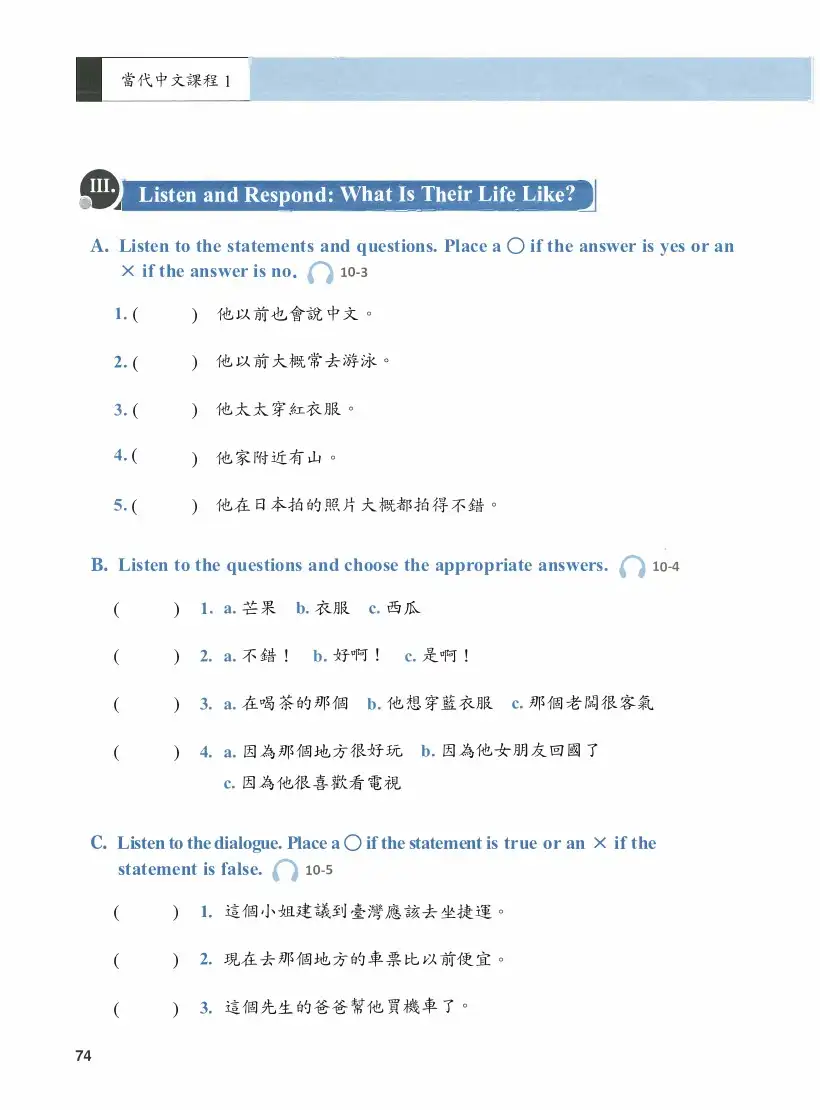 當代中文課程 1
III. Listen and Respond: What Is Their Life Like?
A. Listen to the statements and questions. Place a ○ if the answer is yes or an
× if the answer is no. 10-3
1. ( ) 他以前也會說中文。
2. ( ) 他以前大概常去游泳。
3. ( ) 他太太穿紅衣服。
4. ( ) 他家附近有山。
5. ( ) 他在日本拍的照片大概都拍得不錯。
B. Listen to the questions and choose the appropriate answers. 10-4
( ) 1. a. 芒果 b. 衣服 c. 西瓜
( ) 2. a. 不錯！ b. 好啊！ c. 是啊！
( ) 3. a. 在喝茶的那個 b. 他想穿藍衣服 c. 那個老闆很客氣
( ) 4. a. 因為那個地方很好玩 b. 因為他女朋友回國了
c. 因為他很喜歡看電視
C. Listen to the dialogue. Place a ○ if the statement is true or an × if the
statement is false. 10-5
( ) 1. 這個小姐建議到臺灣應該去坐捷運。
( ) 2. 現在去那個地方的車票比以前便宜。
( ) 3. 這個先生的爸爸幫他買機車了。
74